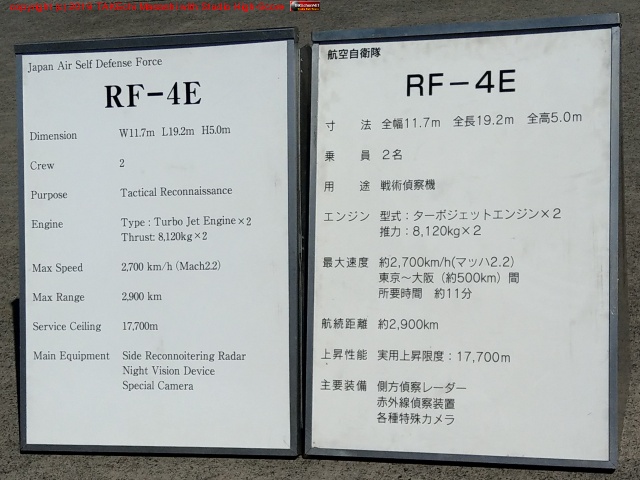 Japan Air Self Defense Force
RF-4E
Dimension W11.7m L19.2m H5.0m
Crew 2
Purpose Tactical Reconnaissance
Engine Type : Turbo Jet Engine×2
Thrust: 8,120kg×2
Max Speed 2,700 km/h (Mach2.2)
Max Range 2,900 km
Service Ceiling 17,700m
Main Equipment Side Reconnoitering Radar
Night Vision Device
Special Camera
航空自衛隊
RF－4E
寸法 全幅11.7m 全長19.2m 全高5.0m
乗員 2名
用途 戦術偵察機
エンジン 型式：ターボジェットエンジン×2
推力：8,120kg×2
最大速度 約2,700km/h(マッハ2.2)
東京～大阪（約500km）間
所要時間 約11分
航続距離 約2,900km
上昇性能 実用上昇限度：17,700m
主要装備 側方偵察レーダー
赤外線偵察装置
各種特殊カメラ